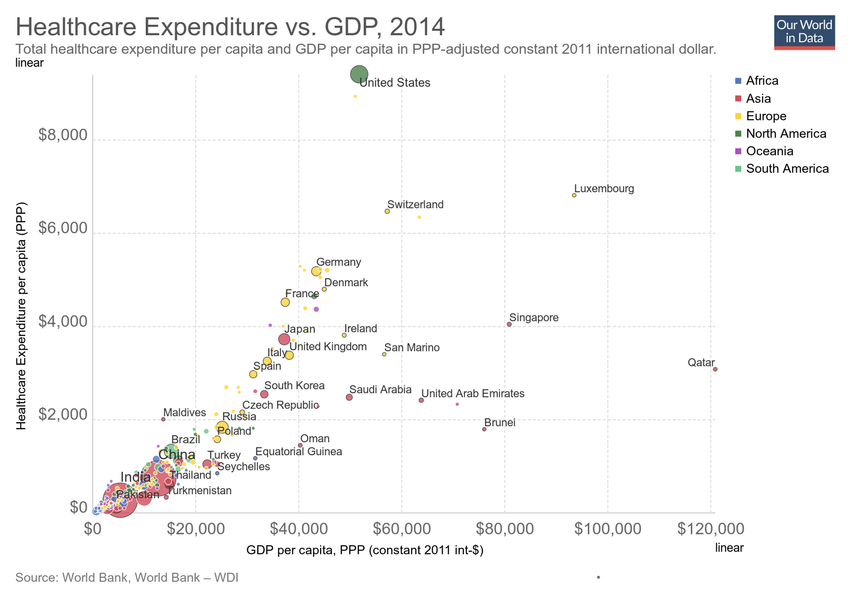 Healthcare Expenditure vs. GDP, 2014
Total healthcare expenditure per capita and GDP per capita in PPP-adjusted constant 2011 international dollar.
linear
Our World
in Data
United States
Africa
Asia
Europe
North America
Oceania
South America
$8,000
Luxembourg
Switzerland
$6,000
Germany
Denmark
France
$4,000
Singapore
Japan
Ireland
United Kingdom
San Marino
Italy
Spain
Qatar
South Korea
Saudi Arabia
United Arab Emirates
Czech Republic
$2,000
Maldives
Russia
Brunei
Poland
Brazil
Oman
China
Turkey
Equatorial Guinea
Seychelles
India
Thailand
Pakistan
Turkmenistan
$0
Healthcare Expenditure per capita (PPP)
$0
$20,000
$40,000
$60,000
$80,000
$100,000
$120,000
GDP per capita, PPP (constant 2011 int-$)
linear
Source: World Bank, World Bank – WDI